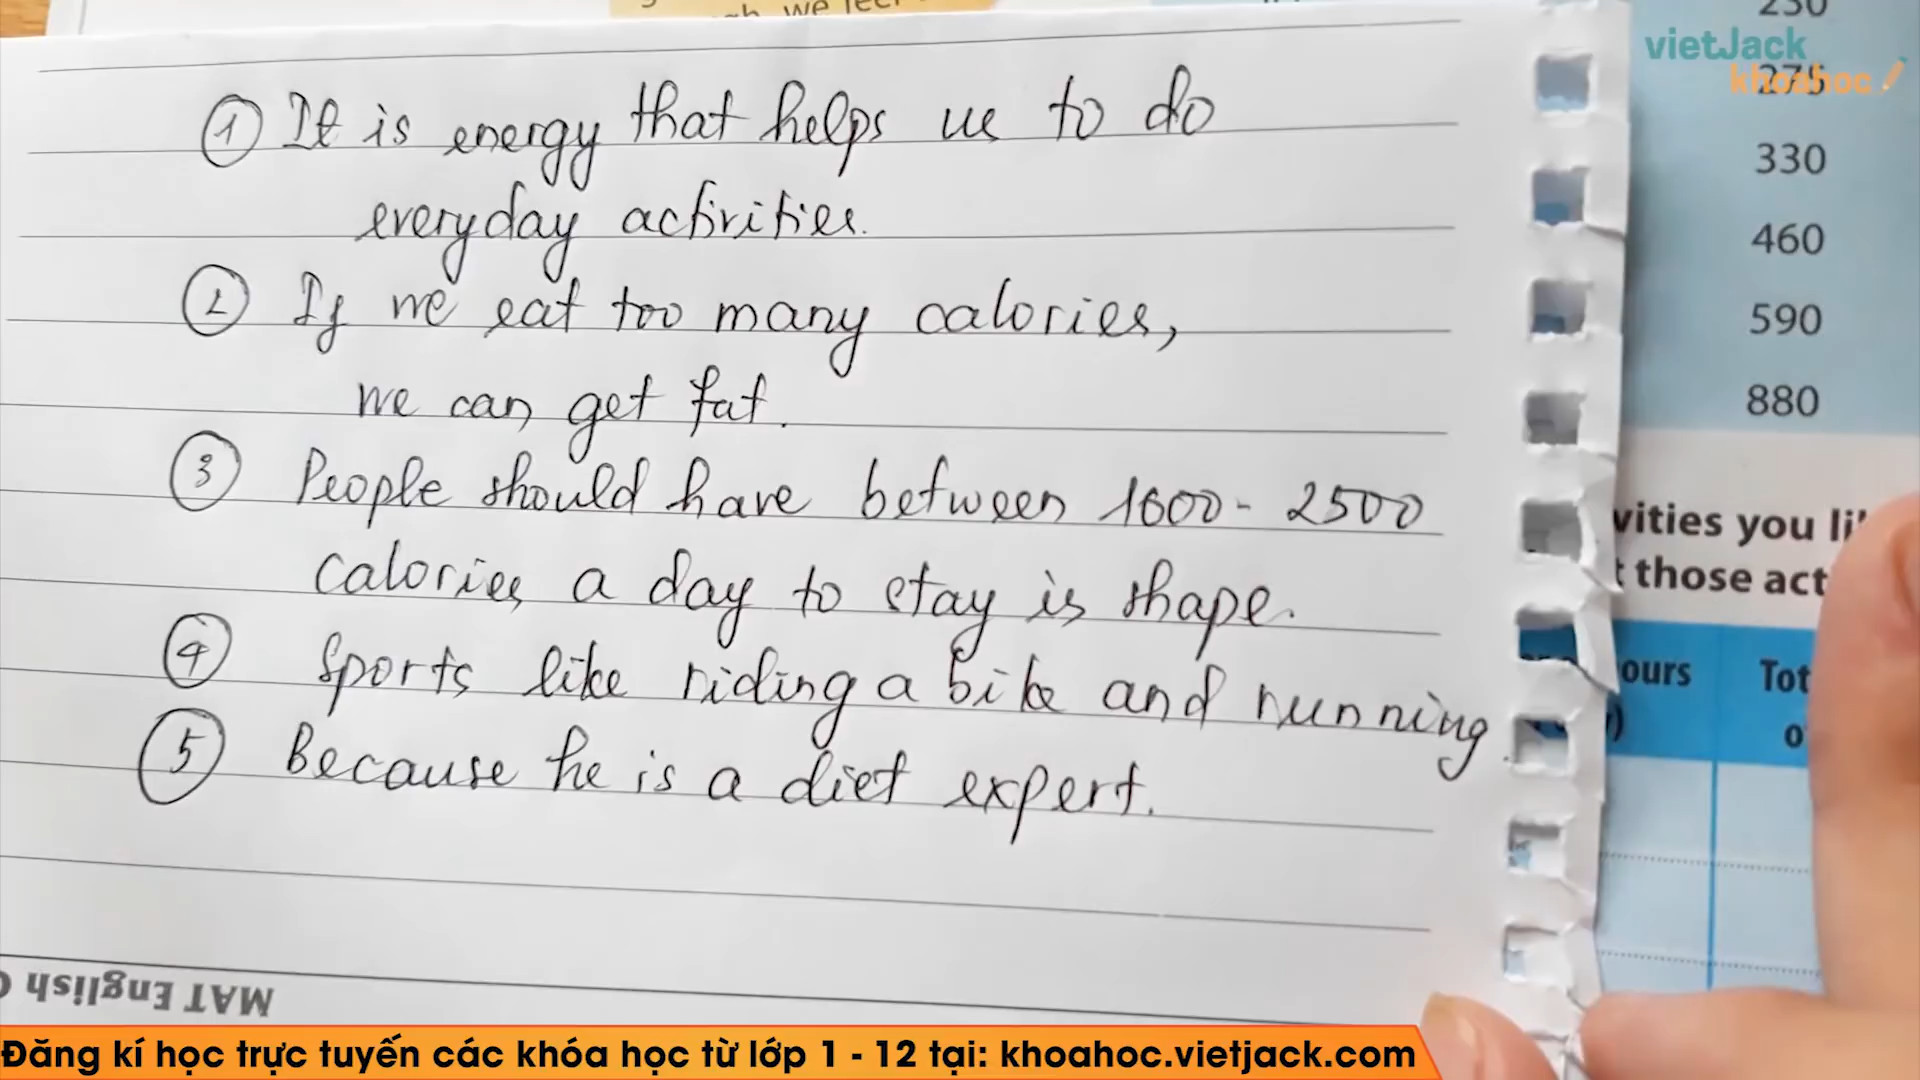 vietJack
khoahoc
① It is energy that helps us to do
everyday activities.
② If we eat too many calories,
we can get fat.
③ People should have between 1600 - 2500
calories a day to stay is shape.
④ Sports like riding a bike and running.
⑤ Because he is a diet expert.
230
275
330
460
590
880
vities you li
those act
ours
Tot
MAT English
Đăng kí học trực tuyến các khóa học từ lớp 1 - 12 tại: khoahoc.vietjack.com